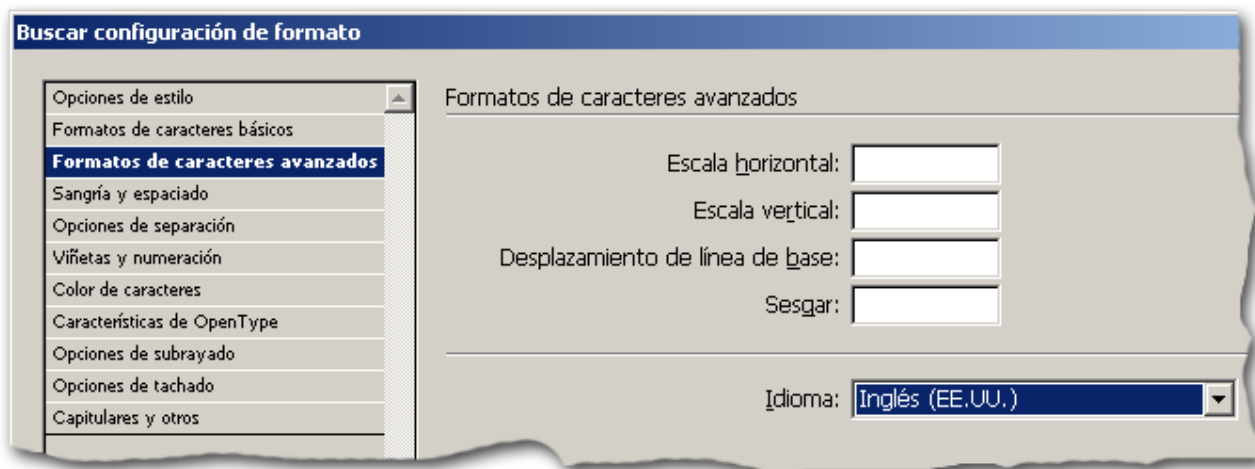 Buscar configuración de formato
Opciones de estilo
Formatos de caracteres básicos
Formatos de caracteres avanzados
Sangría y espaciado
Opciones de separación
Viñetas y numeración
Color de caracteres
Características de OpenType
Opciones de subrayado
Opciones de tachado
Capitulares y otros
Formatos de caracteres avanzados
Escala horizontal:
Escala vertical:
Desplazamiento de línea de base:
Sesgar:
Idioma: Inglés (EE.UU.)